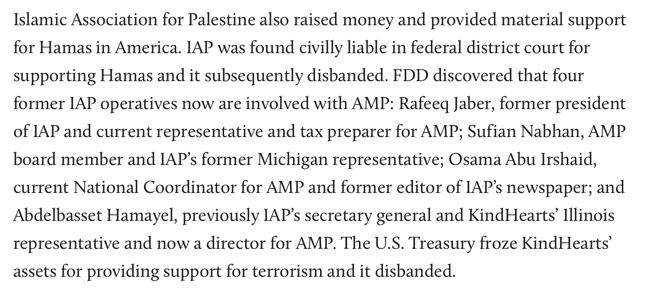 Islamic Association for Palestine also raised money and provided material support
for Hamas in America. IAP was found civilly liable in federal district court for
supporting Hamas and it subsequently disbanded. FDD discovered that four
former IAP operatives now are involved with AMP: Rafeeq Jaber, former president
of IAP and current representative and tax preparer for AMP; Sufian Nabhan, AMP
board member and IAP’s former Michigan representative; Osama Abu Irshaid,
current National Coordinator for AMP and former editor of IAP’s newspaper; and
Abdelbasset Hamayel, previously IAP’s secretary general and KindHearts’ Illinois
representative and now a director for AMP. The U.S. Treasury froze KindHearts’
assets for providing support for terrorism and it disbanded.